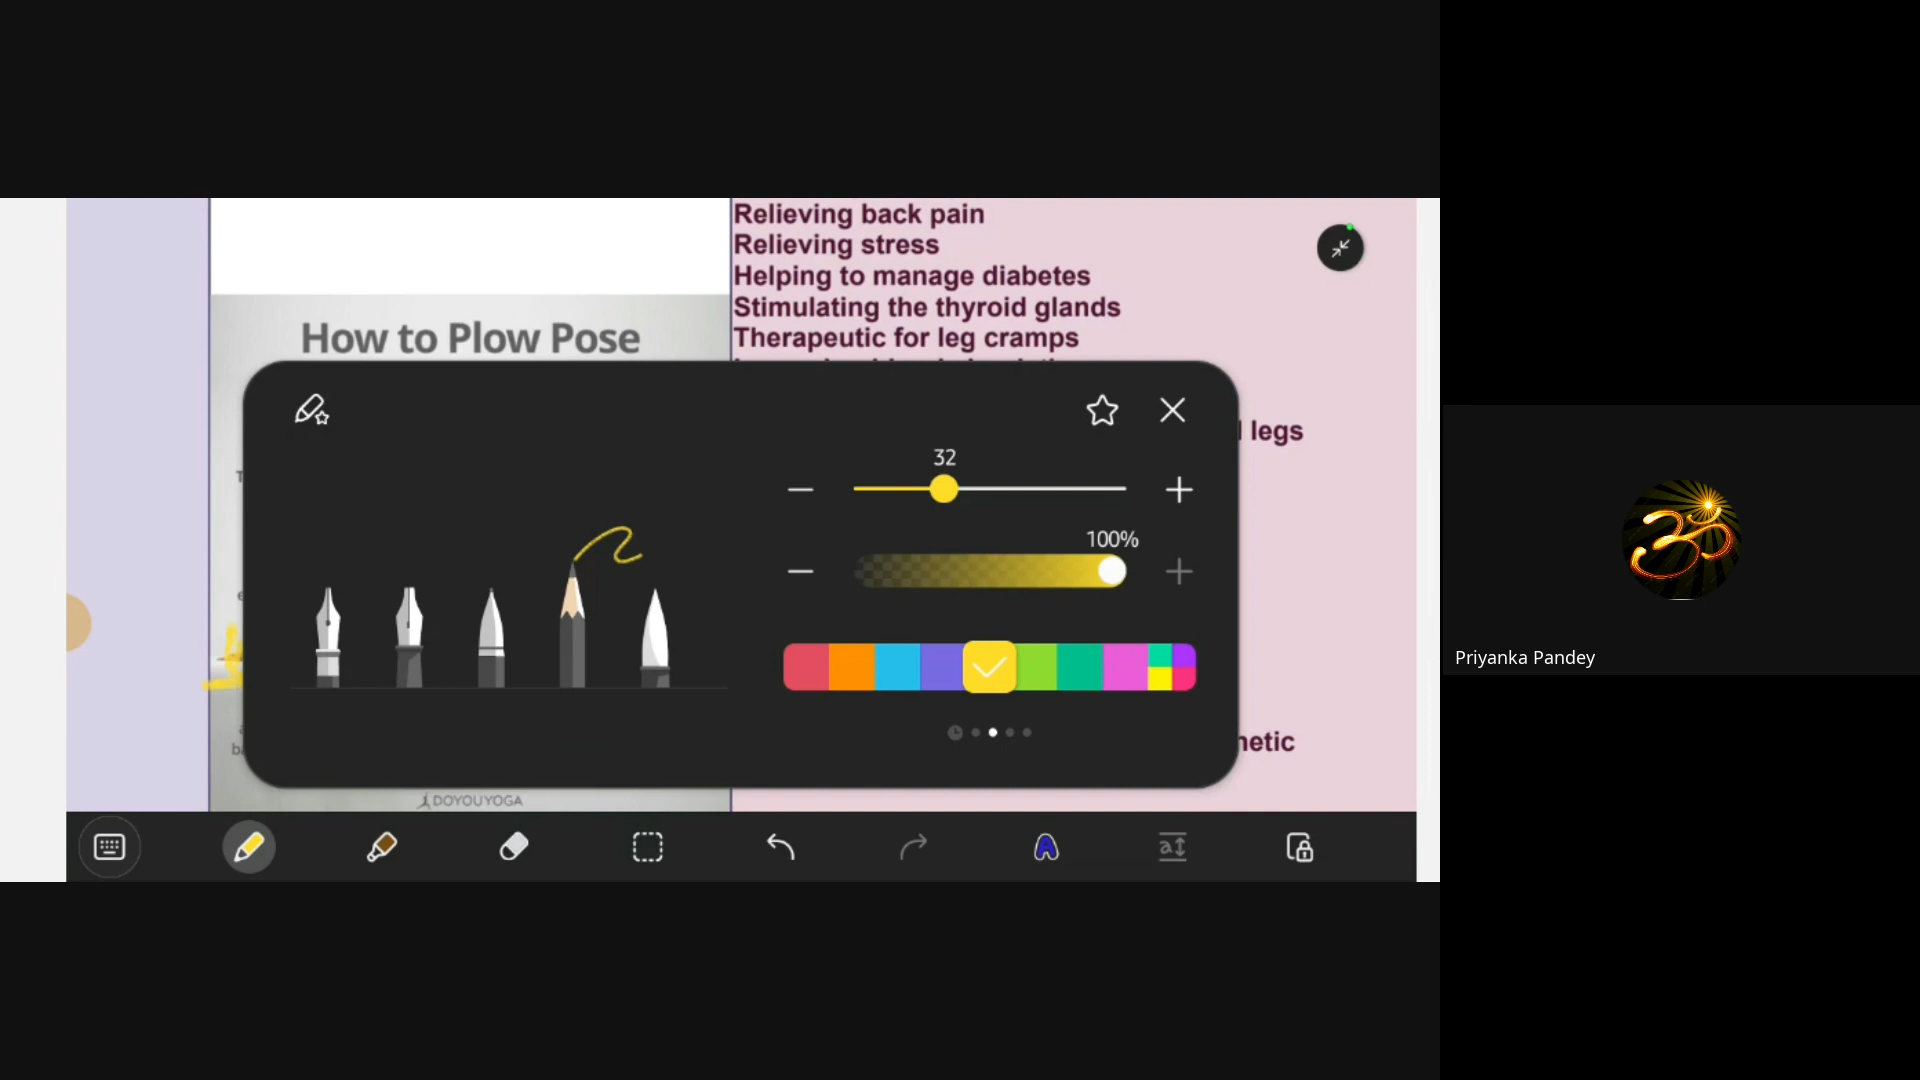 Relieving back pain
Relieving stress
Helping to manage diabetes
Stimulating the thyroid glands
Therapeutic for leg cramps
How to Plow Pose
legs
32
100%
netic
DOYOUYOGA
Priyanka Pandey
ॐ